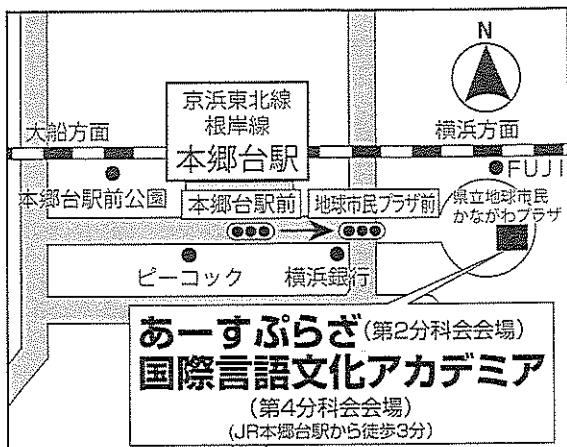 N
京浜東北線
根岸線
本郷台駅
大船方面
横浜方面
FUJI
本郷台駅前公園
本郷台駅前
地球市民プラザ前
県立地球市民
かながわプラザ
ピーコック
横浜銀行
あーすぷらざ(第2分科会会場)
国際言語文化アカデミア
(第4分科会会場)
(JR本郷台駅から徒歩3分)